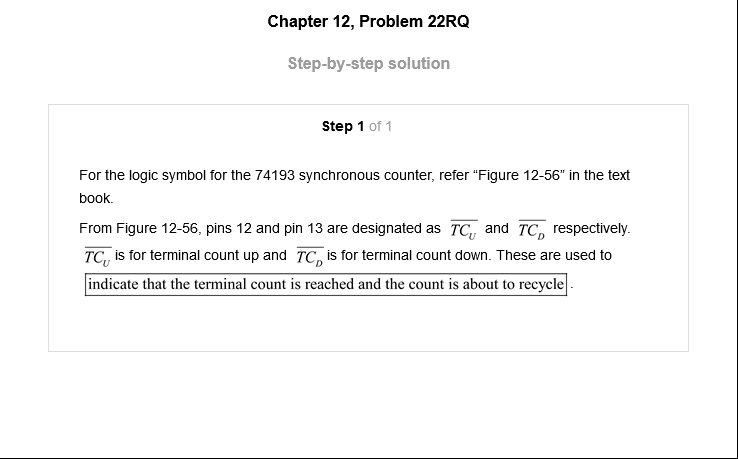 Chapter 12, Problem 22RQ
Step-by-step solution
Step 1 of 1
For the logic symbol for the 74193 synchronous counter, refer “Figure 12-56” in the text
book.
From Figure 12-56, pins 12 and pin 13 are designated as $\overline{TC_U}$ and $\overline{TC_D}$ respectively.
$\overline{TC_U}$ is for terminal count up and $\overline{TC_D}$ is for terminal count down. These are used to
indicate that the terminal count is reached and the count is about to recycle.